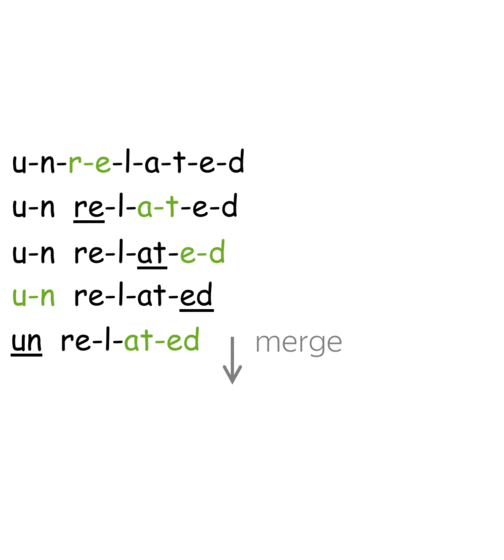 u-n-r-e-l-a-t-e-d
u-n re-l-a-t-e-d
u-n re-l-at-e-d
u-n re-l-at-ed
un re-l-at-ed
merge